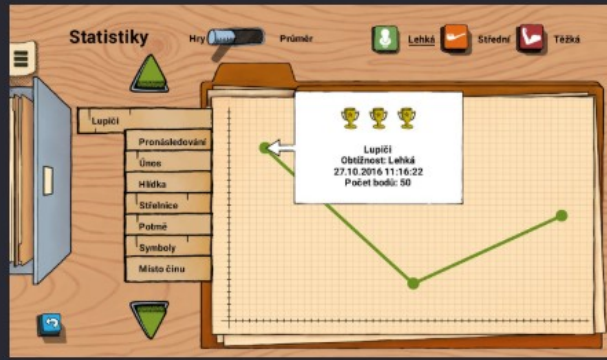 Statistiky
Hry
Průměr
Lehká
Střední
Těžká
Lupiči
Pronásledování
Únos
Hlídka
Střelnice
Potmě
Symboly
Místo činu
Lupiči
Obtížnost: Lehká
27.10.2016 11:16:22
Počet bodů: 50